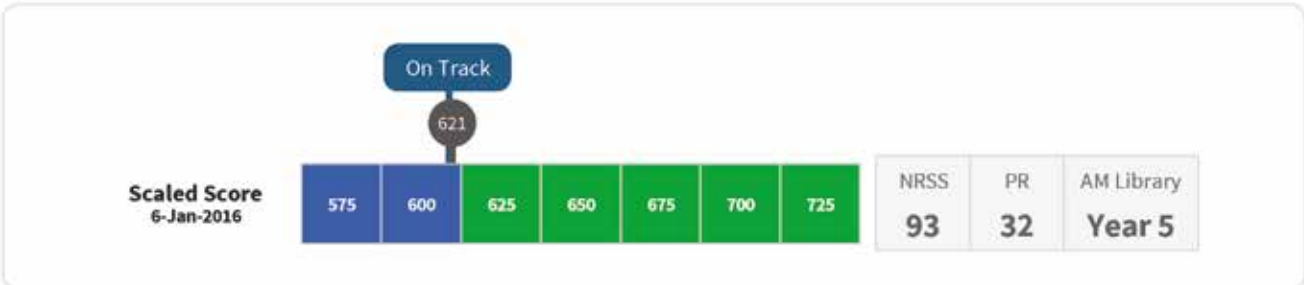 On Track
621
Scaled Score
6-Jan-2016
575 600 625 650 675 700 725
NRSS PR AM Library
93 32 Year 5